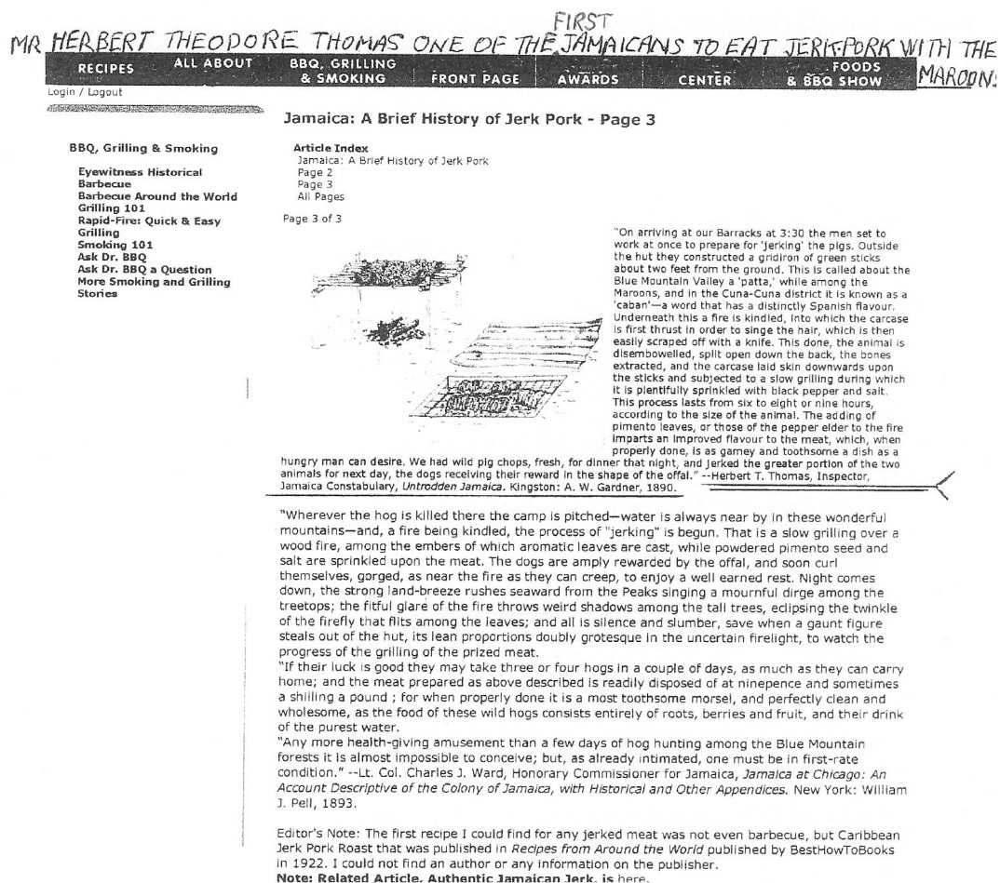 FIRST
MR HERBERT THEODORE THOMAS ONE OF THE JAMAICANS TO EAT JERK-PORK WITH THE
MAROONS
RECIPES
ALL ABOUT
BBQ, GRILLING
& SMOKING
FRONT PAGE
AWARDS
CENTER
FOODS
& BBQ SHOW
Login / Logout
Jamaica: A Brief History of Jerk Pork - Page 3
BBQ, Grilling & Smoking
Eyewitness Historical
Barbecue
Barbecue Around the World
Grilling 101
Rapid-Fire: Quick & Easy
Grilling
Smoking 101
Ask Dr. BBQ
Ask Dr. BBQ a Question
More Smoking and Grilling
Stories
Article Index
Jamaica: A Brief History of Jerk Pork
Page 2
Page 3
All Pages
Page 3 of 3
"On arriving at our Barracks at 3:30 the men set to
work at once to prepare for 'jerking' the pigs. Outside
the hut they constructed a gridiron of green sticks
about two feet from the ground. This is called about the
Blue Mountain Valley a 'patta,' while among the
Maroons, and in the Cuna-Cuna district it is known as a
'caban'—a word that has a distinctly Spanish flavour.
Underneath this a fire is kindled, into which the carcase
is first thrust in order to singe the hair, which is then
easily scraped off with a knife. This done, the animal is
disembowelled, split open down the back, the bones
extracted, and the carcase laid skin downwards upon
the sticks and subjected to a slow grilling during which
it is plentifully sprinkled with black pepper and salt.
This process lasts from six to eight or nine hours,
according to the size of the animal. The adding of
pimento leaves, or those of the pepper elder to the fire
imparts an improved flavour to the meat, which, when
properly done, is as gamey and toothsome a dish as a
hungry man can desire. We had wild pig chops, fresh, for dinner that night, and jerked the greater portion of the two
animals for next day, the dogs receiving their reward in the shape of the offal." --Herbert T. Thomas, Inspector,
Jamaica Constabulary, Untrodden Jamaica. Kingston: A. W. Gardner, 1890.
"Wherever the hog is killed there the camp is pitched—water is always near by in these wonderful
mountains—and, a fire being kindled, the process of "jerking" is begun. That is a slow grilling over a
wood fire, among the embers of which aromatic leaves are cast, while powdered pimento seed and
salt are sprinkled upon the meat. The dogs are amply rewarded by the offal, and soon curl
themselves, gorged, as near the fire as they can creep, to enjoy a well earned rest. Night comes
down, the strong land-breeze rushes seaward from the Peaks singing a mournful dirge among the
treetops; the fitful glare of the fire throws weird shadows among the tall trees, eclipsing the twinkle
of the firefly that flits among the leaves; and all is silence and slumber, save when a gaunt figure
steals out of the hut, its lean proportions doubly grotesque in the uncertain firelight, to watch the
progress of the grilling of the prized meat.
"If their luck is good they may take three or four hogs in a couple of days, as much as they can carry
home; and the meat prepared as above described is readily disposed of at ninepence and sometimes
a shilling a pound ; for when properly done it is a most toothsome morsel, and perfectly clean and
wholesome, as the food of these wild hogs consists entirely of roots, berries and fruit, and their drink
of the purest water.
"Any more health-giving amusement than a few days of hog hunting among the Blue Mountain
forests it is almost impossible to conceive; but, as already intimated, one must be in first-rate
condition." --Lt. Col. Charles J. Ward, Honorary Commissioner for Jamaica, Jamaica at Chicago: An
Account Descriptive of the Colony of Jamaica, with Historical and Other Appendices. New York: William
J. Pell, 1893.
Editor's Note: The first recipe I could find for any jerked meat was not even barbecue, but Caribbean
Jerk Pork Roast that was published in Recipes from Around the World published by BestHowToBooks
in 1922. I could not find an author or any information on the publisher.
Note: Related Article, Authentic Jamaican Jerk, is here.